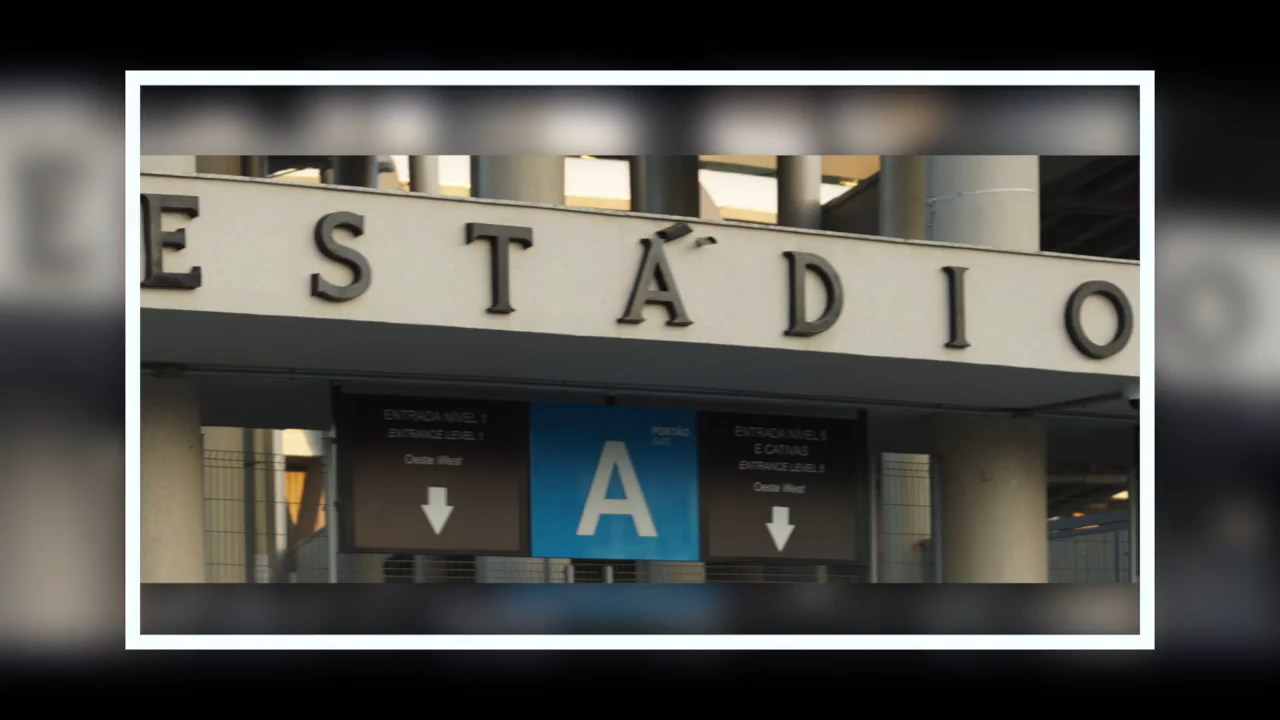 ESTÁDIO
ENTRADA NÍVEL 1
ENTRANCE LEVEL 1
Oeste West
PORTÃO
GATE
A
ENTRADA NÍVEL 5
E CATIVAS
ENTRANCE LEVEL 5
Oeste West